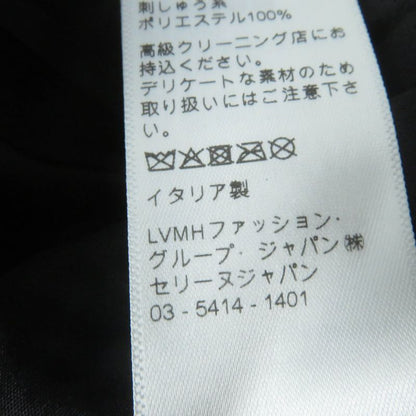 刺しゅう糸
ポリエステル100%
高級クリーニング店にお
持込ください。
デリケートな素材のため
取り扱いにはご注意下さ
い。
イタリア製
LVMHファッション・
グループ・ジャパン㈱
セリーヌジャパン
03 - 5414 - 1401